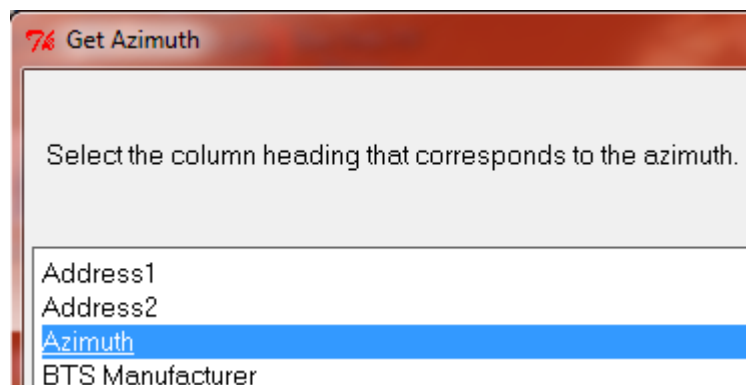 Get Azimuth
Select the column heading that corresponds to the azimuth.
Address1
Address2
Azimuth
BTS Manufacturer